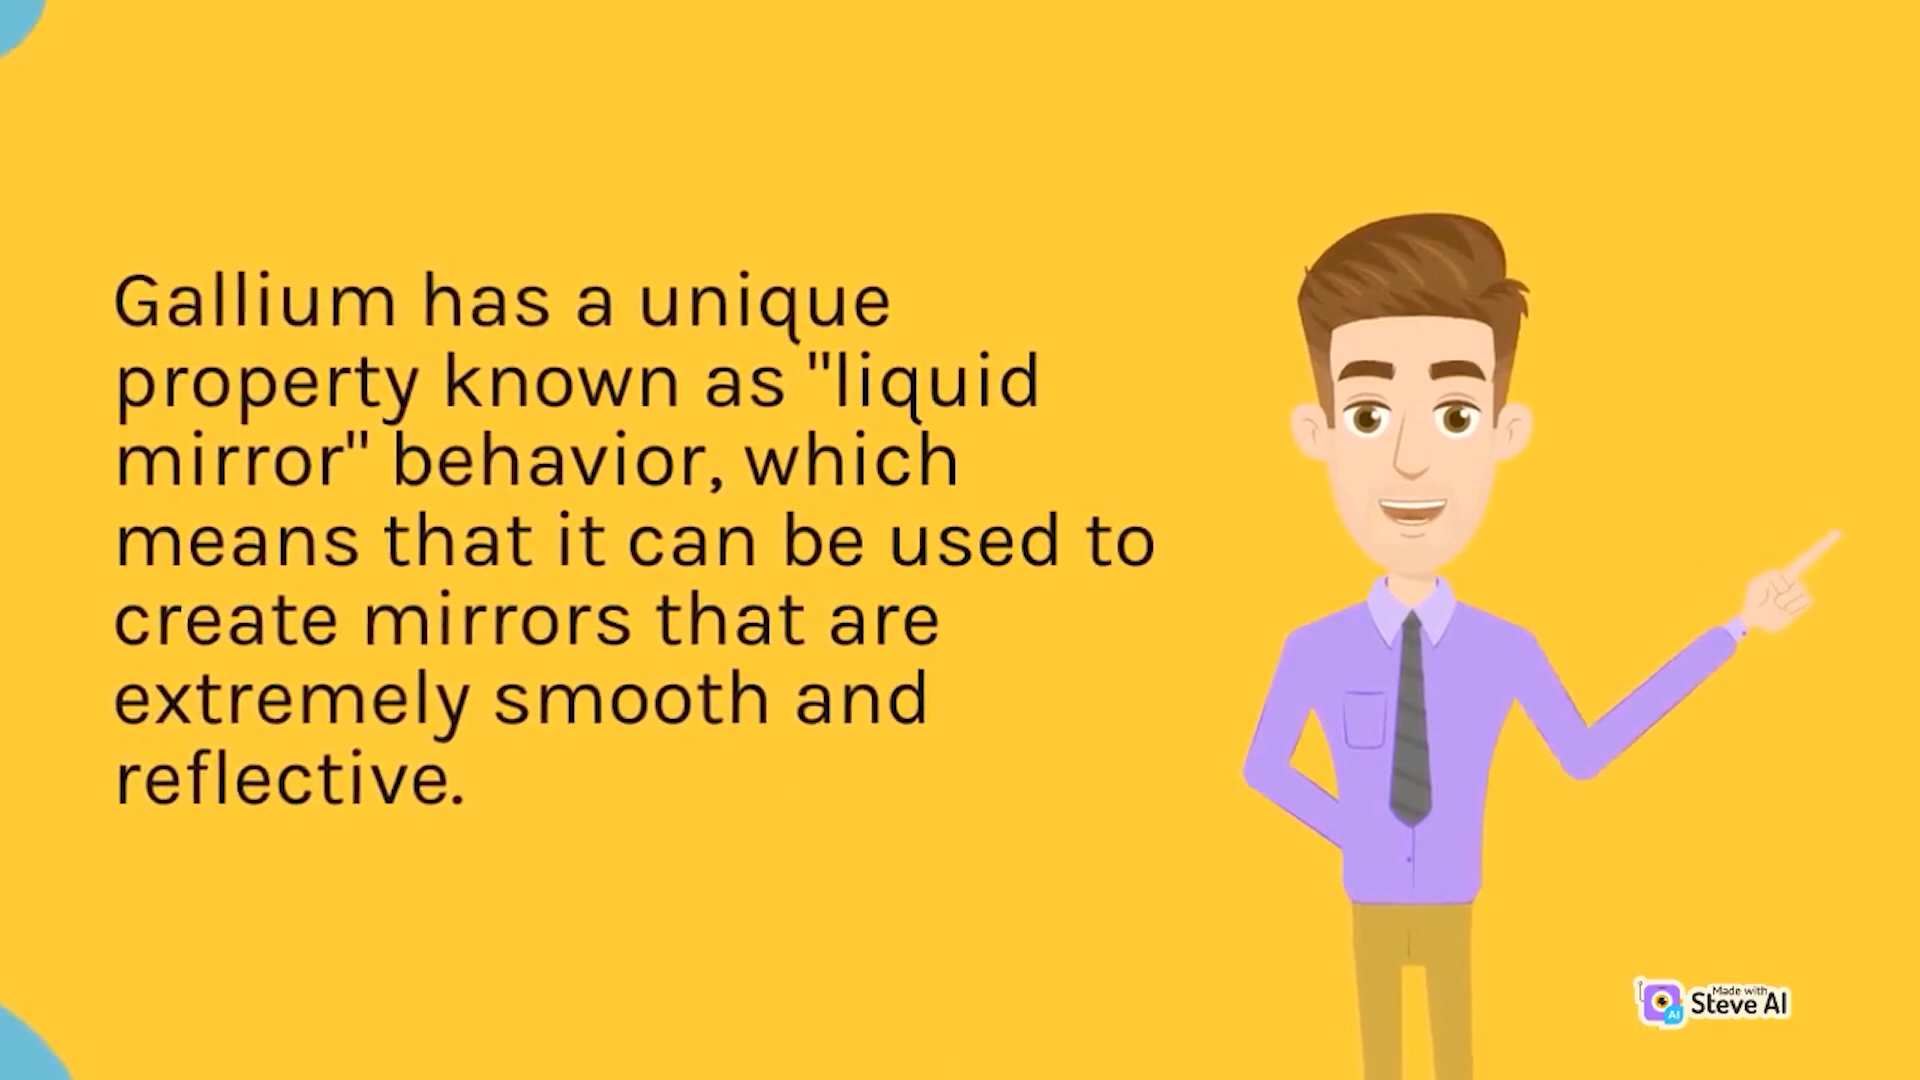 Gallium has a unique
property known as "liquid
mirror" behavior, which
means that it can be used to
create mirrors that are
extremely smooth and
reflective.
Made with
Steve AI
AI